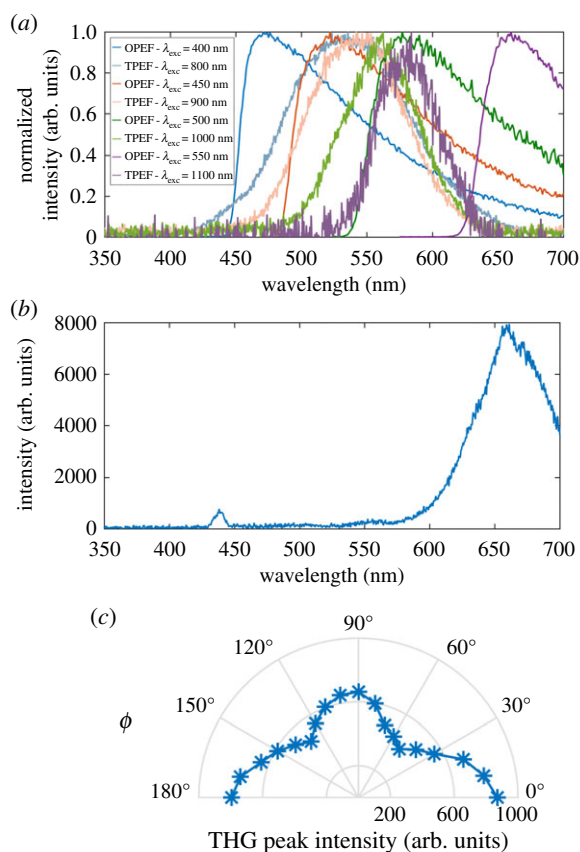 (a)
normalized
intensity (arb. units)
1.0
0.8
0.6
0.4
0.2
0
OPEF - λexc = 400 nm
TPEF - λexc = 800 nm
OPEF - λexc = 450 nm
TPEF - λexc = 900 nm
OPEF - λexc = 500 nm
TPEF - λexc = 1000 nm
OPEF - λexc = 550 nm
TPEF - λexc = 1100 nm
350 400 450 500 550 600 650 700
wavelength (nm)
(b)
intensity (arb. units)
8000
6000
4000
2000
0
350 400 450 500 550 600 650 700
wavelength (nm)
(c)
90°
120° 60°
ϕ 150° 30°
180° 0°
200 600 1000
THG peak intensity (arb. units)